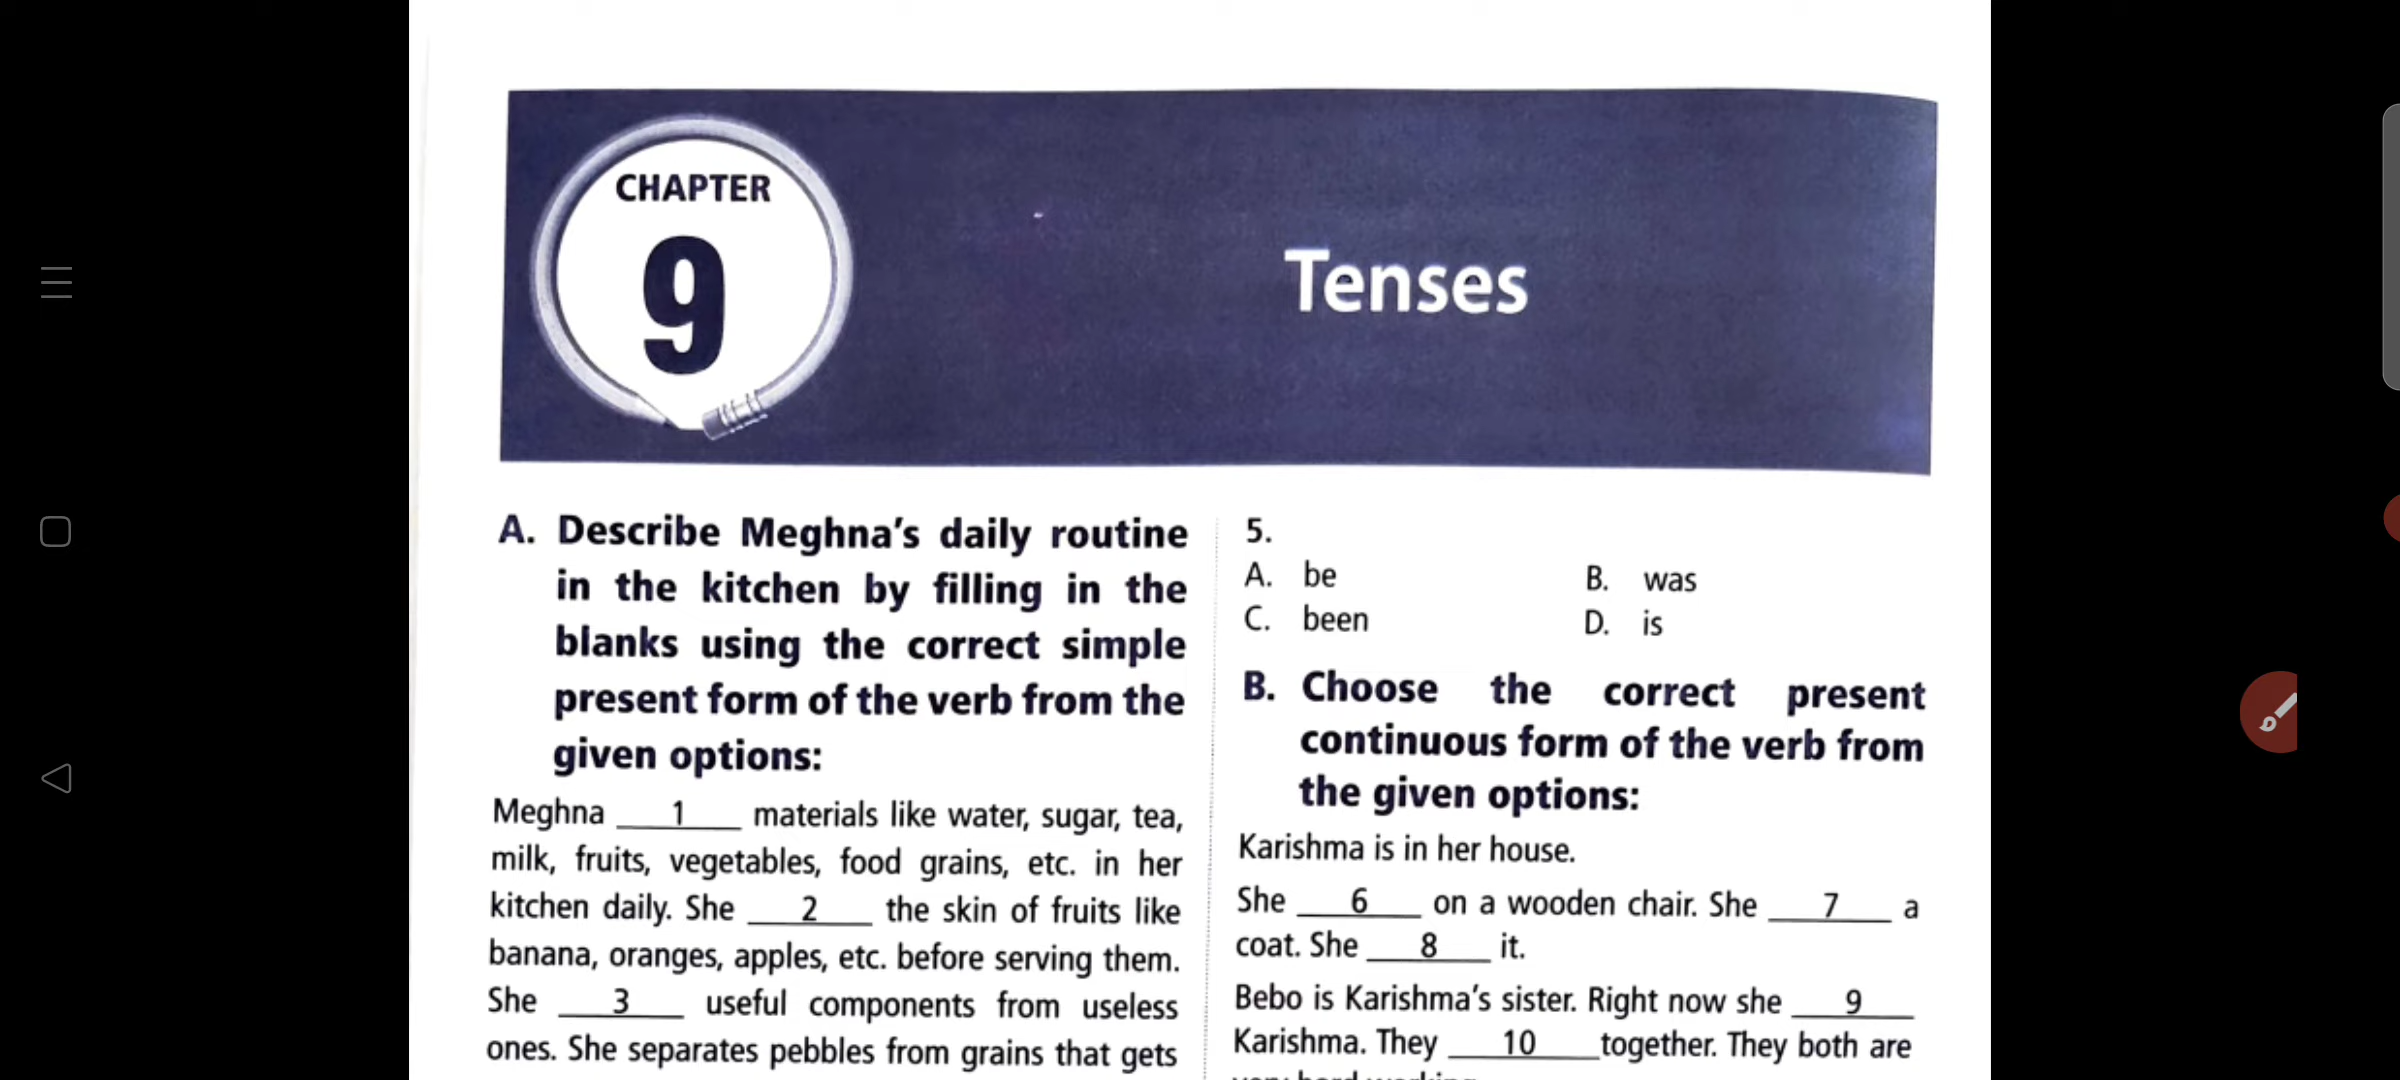 CHAPTER
9
Tenses
A. Describe Meghna's daily routine
in the kitchen by filling in the
blanks using the correct simple
present form of the verb from the
given options:
Meghna 1 materials like water, sugar, tea,
milk, fruits, vegetables, food grains, etc. in her
kitchen daily. She 2 the skin of fruits like
banana, oranges, apples, etc. before serving them.
She 3 useful components from useless
ones. She separates pebbles from grains that gets
5.
A. be B. was
C. been D. is
B. Choose the correct present
continuous form of the verb from
the given options:
Karishma is in her house.
She 6 on a wooden chair. She 7 a
coat. She 8 it.
Bebo is Karishma's sister. Right now she 9
Karishma. They 10 together. They both are